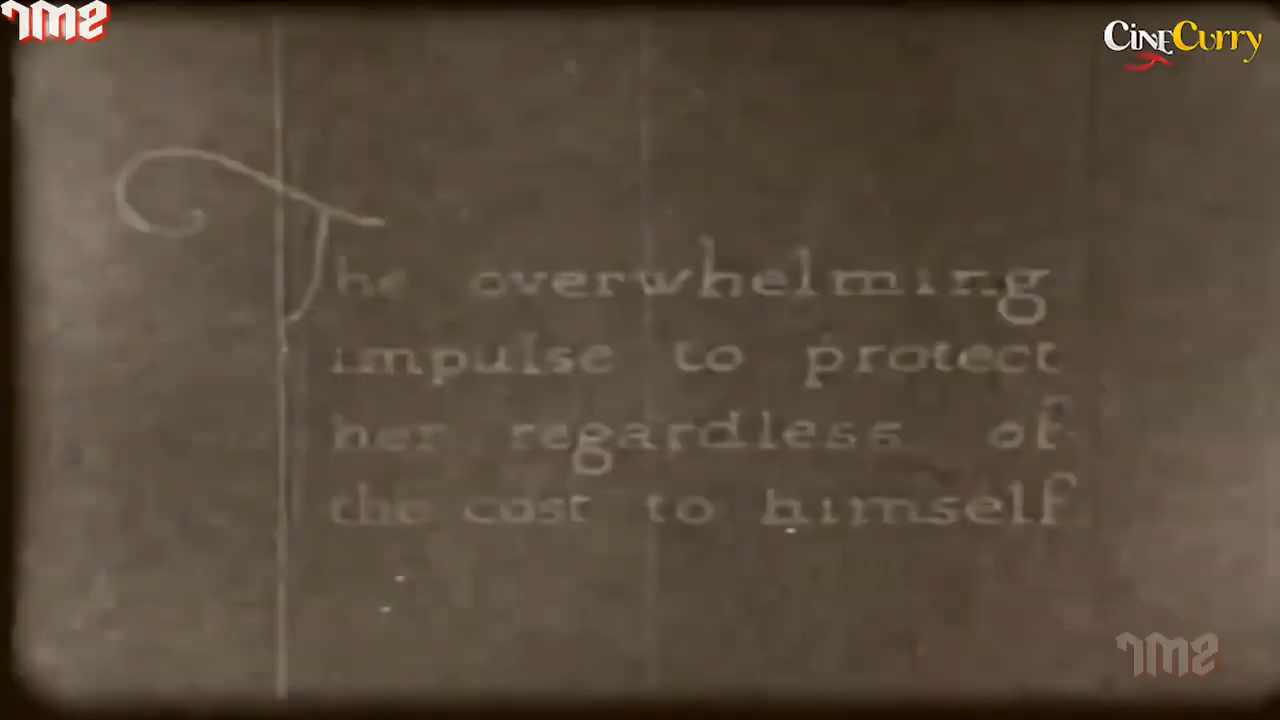 CineCurry
The overwhelming
impulse to protect
her regardless of
the cost to himself